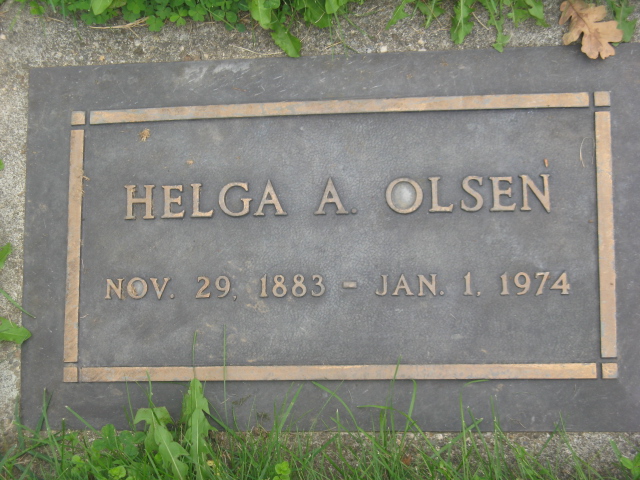 HELGA A. OLSEN
NOV. 29, 1883 - JAN. 1, 1974